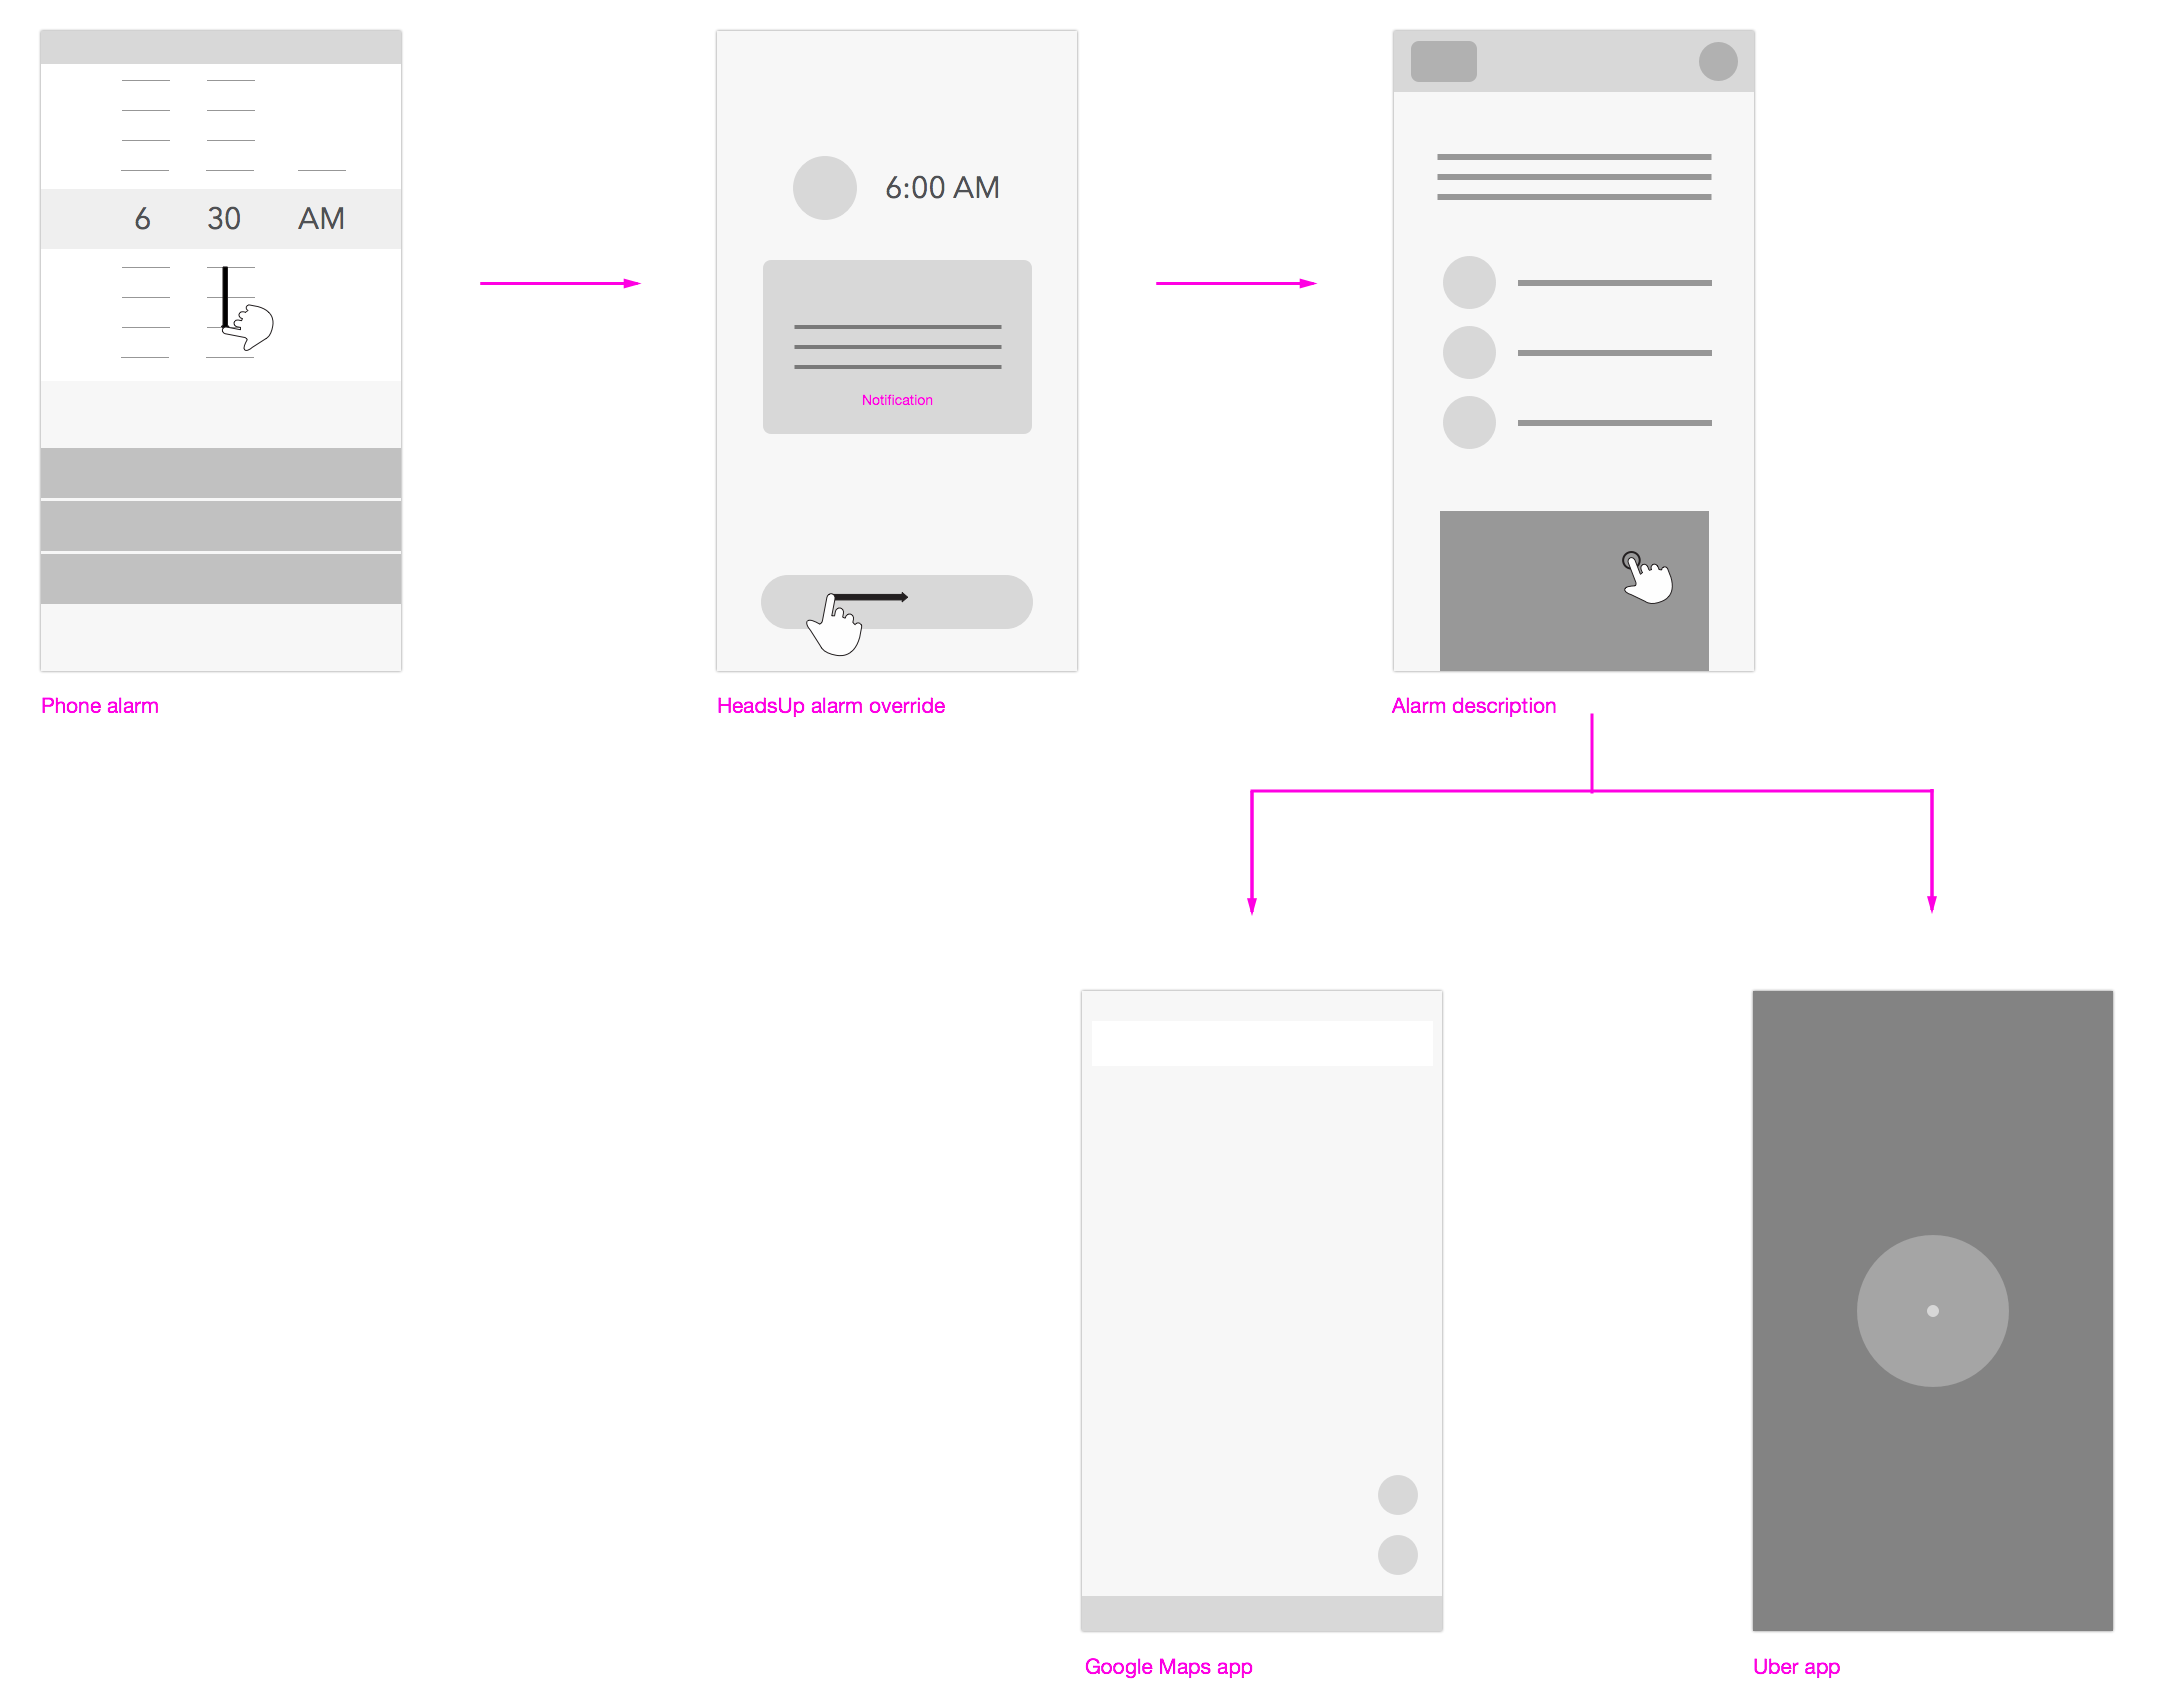 6 30 AM
Phone alarm
6:00 AM
Notification
HeadsUp alarm override
Alarm description
Google Maps app
Uber app